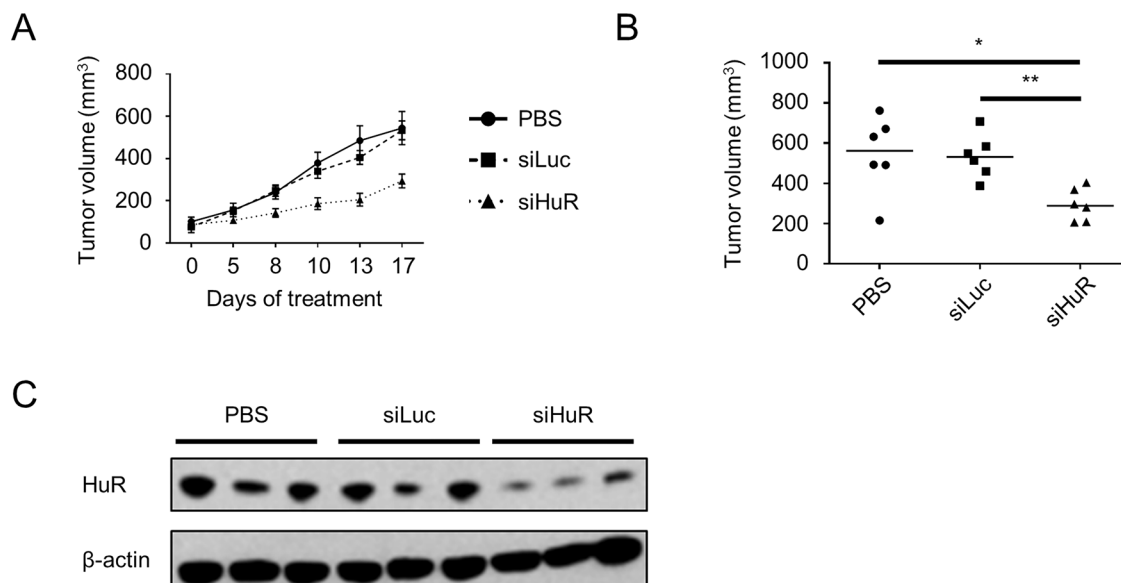 A
Tumor volume (mm³)
800
600
400
200
0
0 5 8 10 13 17
Days of treatment
PBS
siLuc
siHuR
B
Tumor volume (mm³)
1000
800
600
400
200
0
*
**
PBS
siLuc
siHuR
C
PBS siLuc siHuR
HuR
β-actin